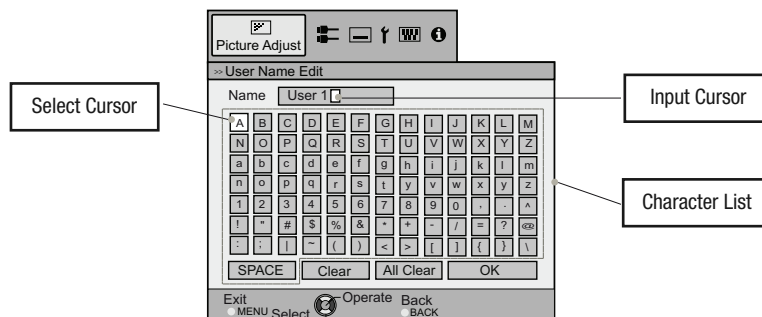 Picture Adjust
>>User Name Edit
Name User 1
Select Cursor
Input Cursor
Character List
A B C D E F G H I J K L M
N O P Q R S T U V W X Y Z
a b c d e f g h i j k l m
n o p q r s t y v w x y z
1 2 3 4 5 6 7 8 9 0 , . ^
! " # $ % & * + - / = ? @
: ; | ~ ( ) < > [ ] { } \
SPACE Clear All Clear OK
Exit Operate Back
MENU Select BACK